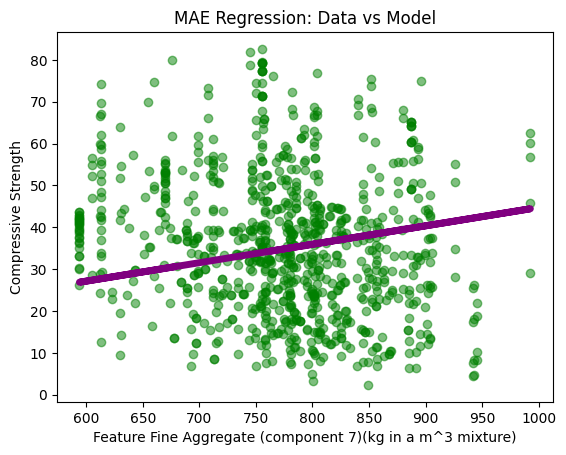 MAE Regression: Data vs Model
Compressive Strength
80
70
60
50
40
30
20
10
0
600 650 700 750 800 850 900 950 1000
Feature Fine Aggregate (component 7)(kg in a m^3 mixture)